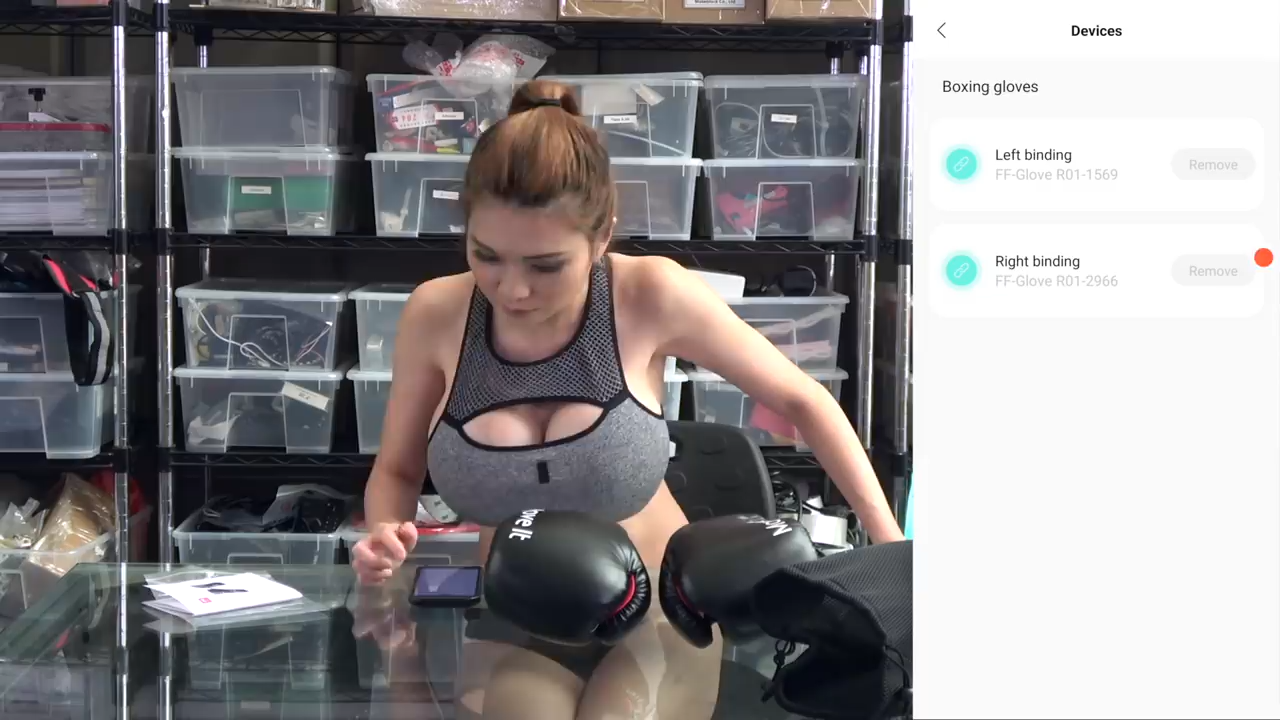 Devices
Boxing gloves
Left binding
FF-Glove R01-1569
Remove
Right binding
FF-Glove R01-2966
Remove